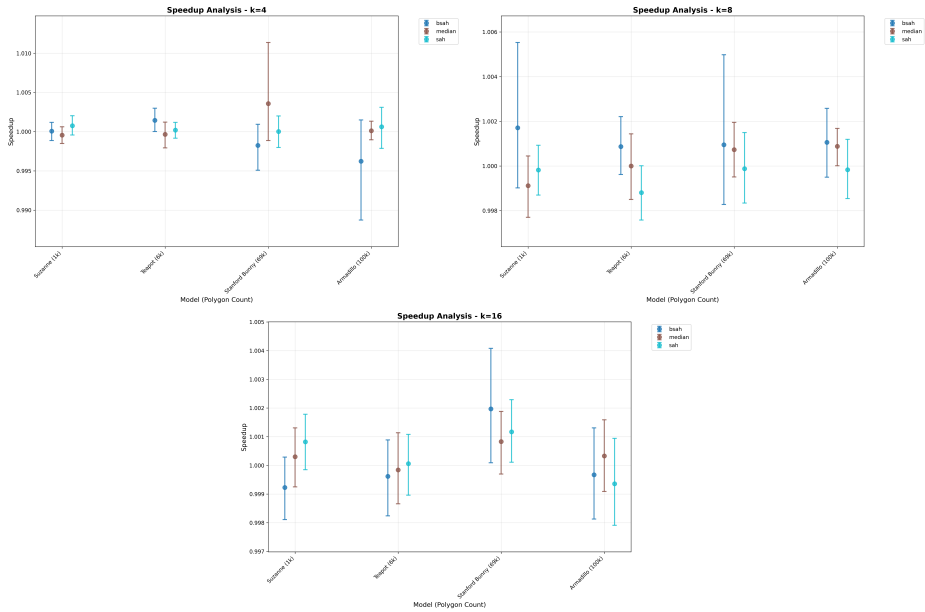 Speedup Analysis - k=4
Speedup
1.010
1.005
1.000
0.995
0.990
Suzanne (1k)
Teapot (6k)
Stanford Bunny (69k)
Armadillo (100k)
Model (Polygon Count)
bsah
median
sah
Speedup Analysis - k=8
Speedup
1.006
1.004
1.002
1.000
0.998
Suzanne (1k)
Teapot (6k)
Stanford Bunny (69k)
Armadillo (100k)
Model (Polygon Count)
bsah
median
sah
Speedup Analysis - k=16
Speedup
1.005
1.004
1.003
1.002
1.001
1.000
0.999
0.998
0.997
Suzanne (1k)
Teapot (6k)
Stanford Bunny (69k)
Armadillo (100k)
Model (Polygon Count)
bsah
median
sah